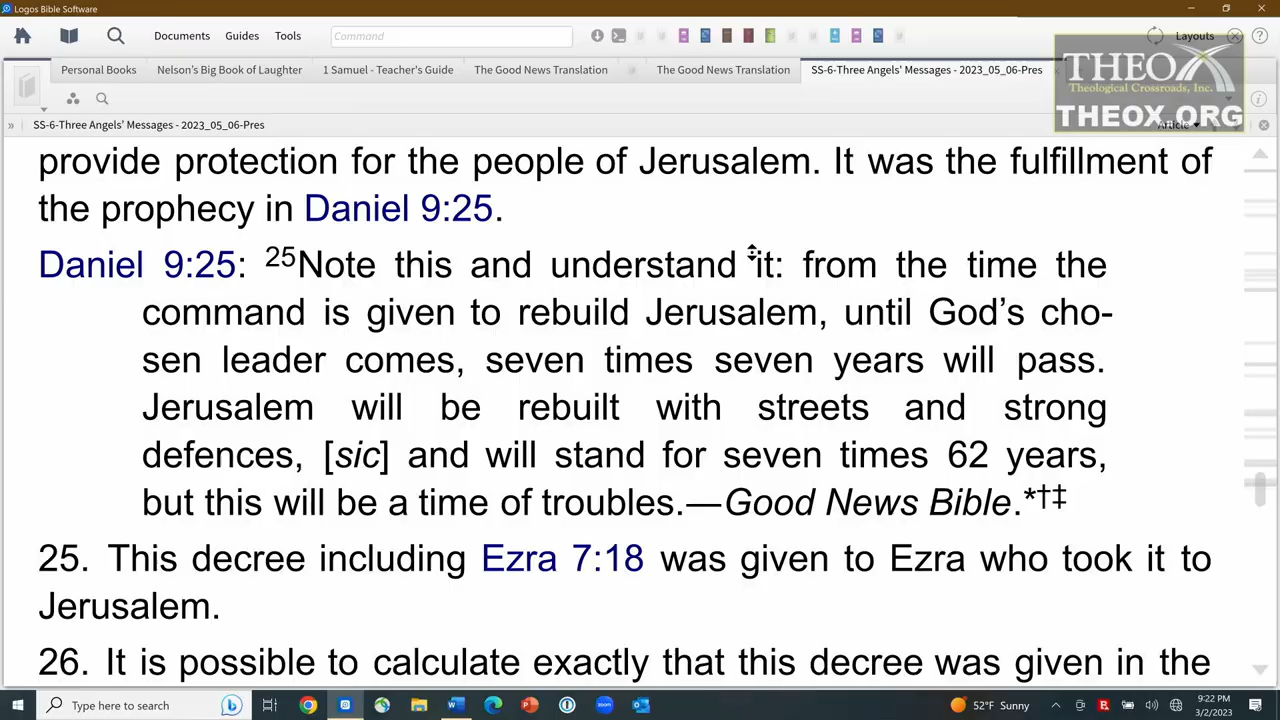 Logos Bible Software
Documents Guides Tools Command Layouts
Personal Books Nelson's Big Book of Laughter 1 Samuel - Teac s de The Good News Translation The Good News Translation SS-6-Three Angels' Messages - 2023_05_06-Pres
THEOX
Theological Crossroads, Inc.
THEOX.ORG
SS-6-Three Angels' Messages - 2023_05_06-Pres Article
provide protection for the people of Jerusalem. It was the fulfillment of
the prophecy in Daniel 9:25.
Daniel 9:25: 25Note this and understand it: from the time the
command is given to rebuild Jerusalem, until God's cho-
sen leader comes, seven times seven years will pass.
Jerusalem will be rebuilt with streets and strong
defences, [sic] and will stand for seven times 62 years,
but this will be a time of troubles.—Good News Bible.*†‡
25. This decree including Ezra 7:18 was given to Ezra who took it to
Jerusalem.
26. It is possible to calculate exactly that this decree was given in the
Type here to search 52°F Sunny 9:22 PM
3/2/2023